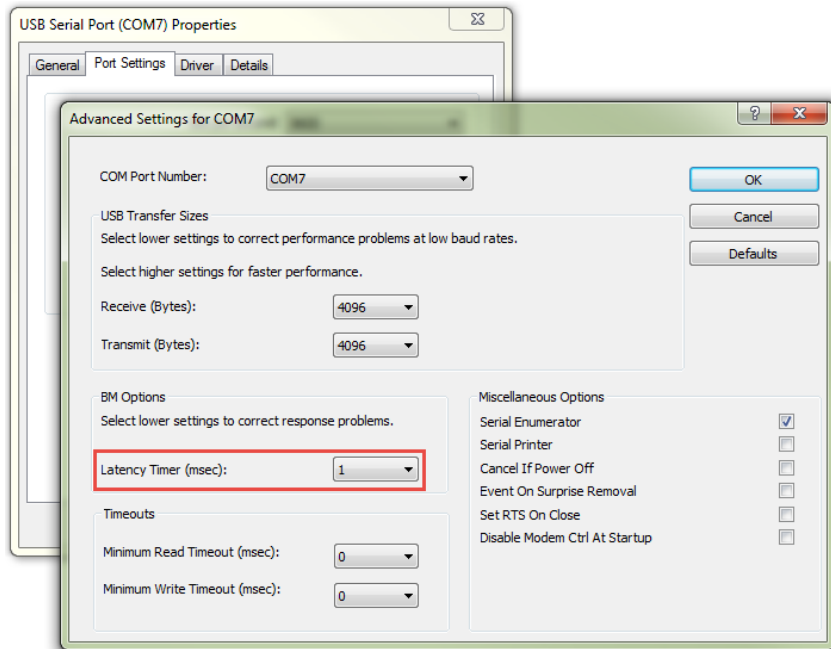 USB Serial Port (COM7) Properties
General Port Settings Driver Details
Advanced Settings for COM7
COM Port Number: COM7
OK
USB Transfer Sizes
Cancel
Select lower settings to correct performance problems at low baud rates.
Defaults
Select higher settings for faster performance.
Receive (Bytes): 4096
Transmit (Bytes): 4096
BM Options
Select lower settings to correct response problems.
Latency Timer (msec): 1
Timeouts
Minimum Read Timeout (msec): 0
Minimum Write Timeout (msec): 0
Miscellaneous Options
Serial Enumerator
Serial Printer
Cancel If Power Off
Event On Surprise Removal
Set RTS On Close
Disable Modem Ctrl At Startup